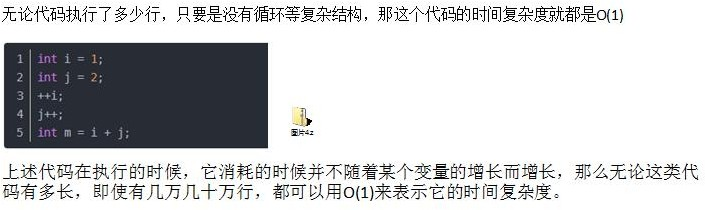 无论代码执行了多少行，只要是没有循环等复杂结构，那这个代码的时间复杂度就都是O(1)
1 int i = 1;
2 int j = 2;
3 ++i;
4 j++;
5 int m = i + j;
图片4.z
上述代码在执行的时候，它消耗的时候并不随着某个变量的增长而增长，那么无论这类代
码有多长，即使有几万几十万行，都可以用O(1)来表示它的时间复杂度。